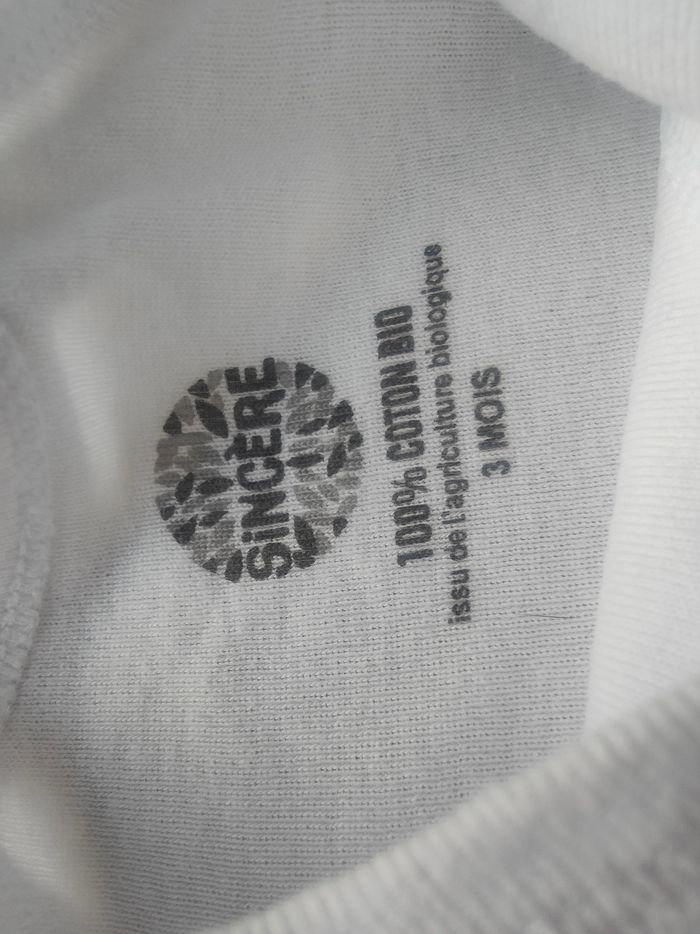 SiNCÈRE
100% COTON BIO
issu de l'agriculture biologique
3 MOIS